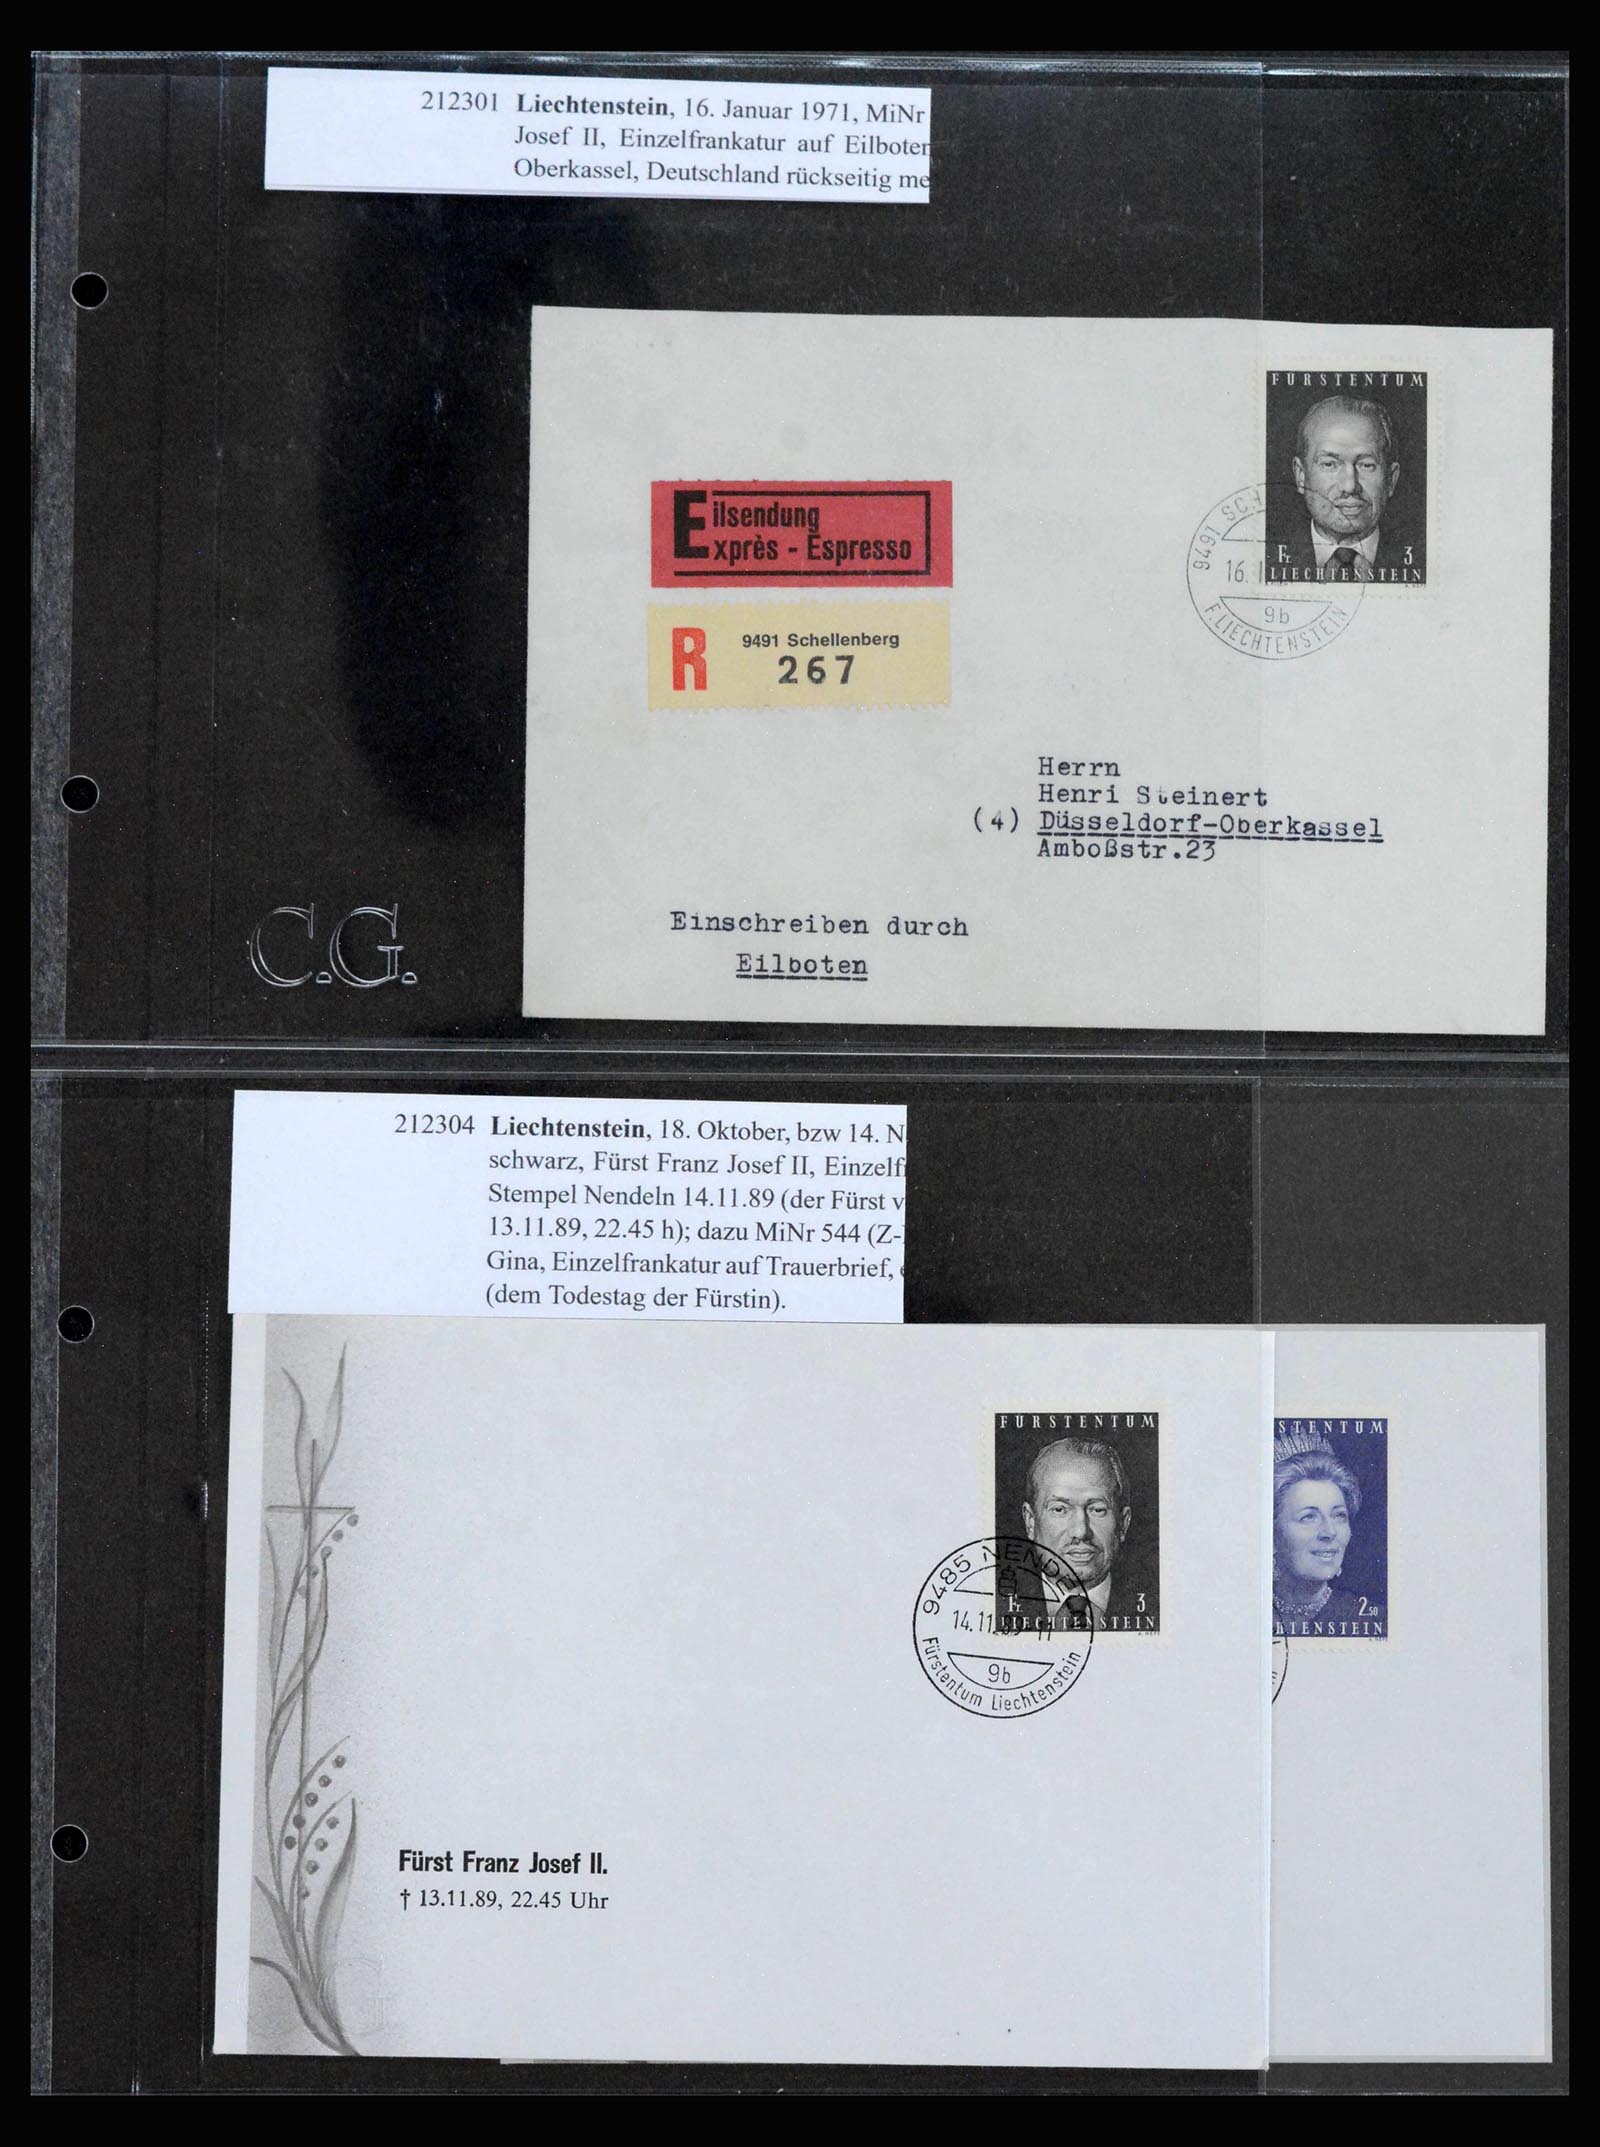 212301 Liechtenstein, 16. Januar 1971, MiNr
Josef II, Einzelfrankatur auf Eilboten
Oberkassel, Deutschland rückseitig me
FÜRSTENTUM
Fr. 3
LIECHTENSTEIN
9491 SCH
16. 1
9b
F. LIECHTENSTEIN
Eilsendung
Exprès - Espresso
R 9491 Schellenberg
267
Herrn
Henri Steinert
(4) Düsseldorf-Oberkassel
Amboßstr.23
Einschreiben durch
Eilboten
C.G.
212304 Liechtenstein, 18. Oktober, bzw 14. N
schwarz, Fürst Franz Josef II, Einzelf
Stempel Nendeln 14.11.89 (der Fürst v
13.11.89, 22.45 h); dazu MiNr 544 (Z-
Gina, Einzelfrankatur auf Trauerbrief,
(dem Todestag der Fürstin).
FÜRSTENTUM
Fr. 3
LIECHTENSTEIN
9485 NENDEL
14.11.89-11
9b
Fürstentum Liechtenstein
STENTUM
2.50
HTENSTEIN
Fürst Franz Josef II.
† 13.11.89, 22.45 Uhr